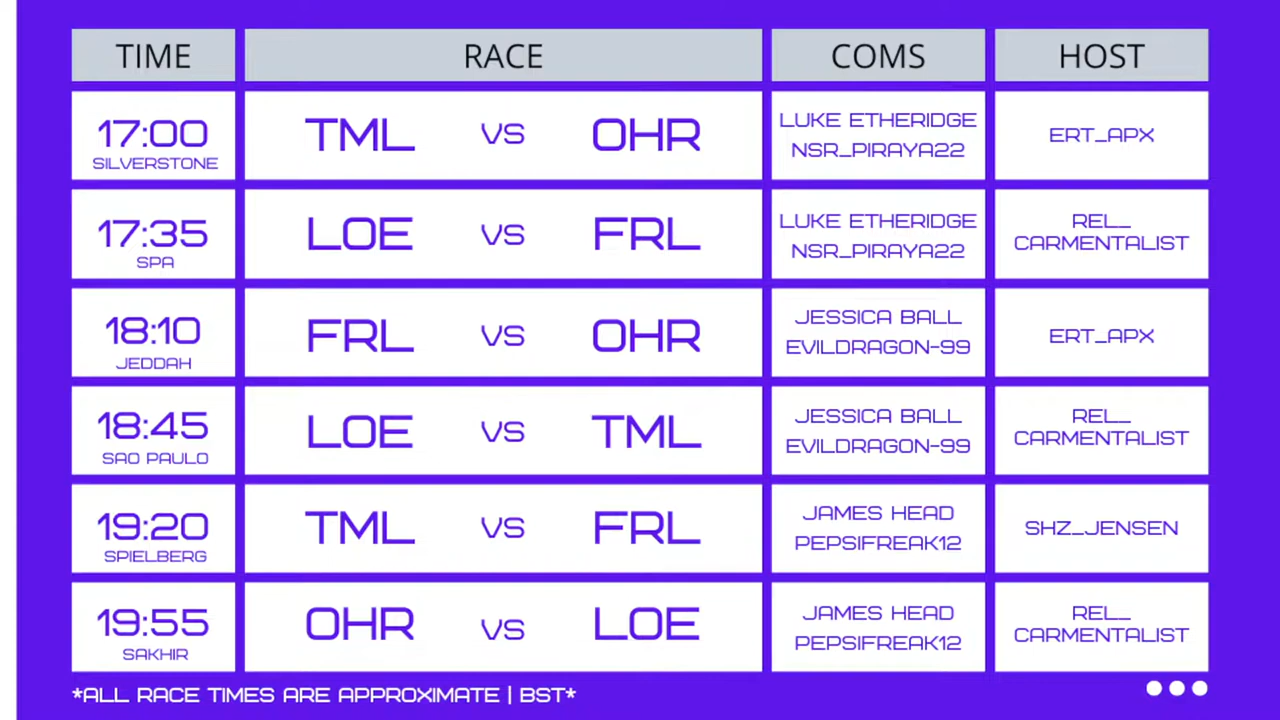 TIME RACE COMS HOST
17:00
SILVERSTONE
TML VS OHR
LUKE ETHERIDGE
NSR_PIRAYA22
ERT_APX
17:35
SPA
LOE VS FRL
LUKE ETHERIDGE
NSR_PIRAYA22
REL_
CARMENTALIST
18:10
JEDDAH
FRL VS OHR
JESSICA BALL
EVILDRAGON-99
ERT_APX
18:45
SAO PAULO
LOE VS TML
JESSICA BALL
EVILDRAGON-99
REL_
CARMENTALIST
19:20
SPIELBERG
TML VS FRL
JAMES HEAD
PEPSIFREAK12
SHZ_JENSEN
19:55
SAKHIR
OHR VS LOE
JAMES HEAD
PEPSIFREAK12
REL_
CARMENTALIST
*ALL RACE TIMES ARE APPROXIMATE | BST*